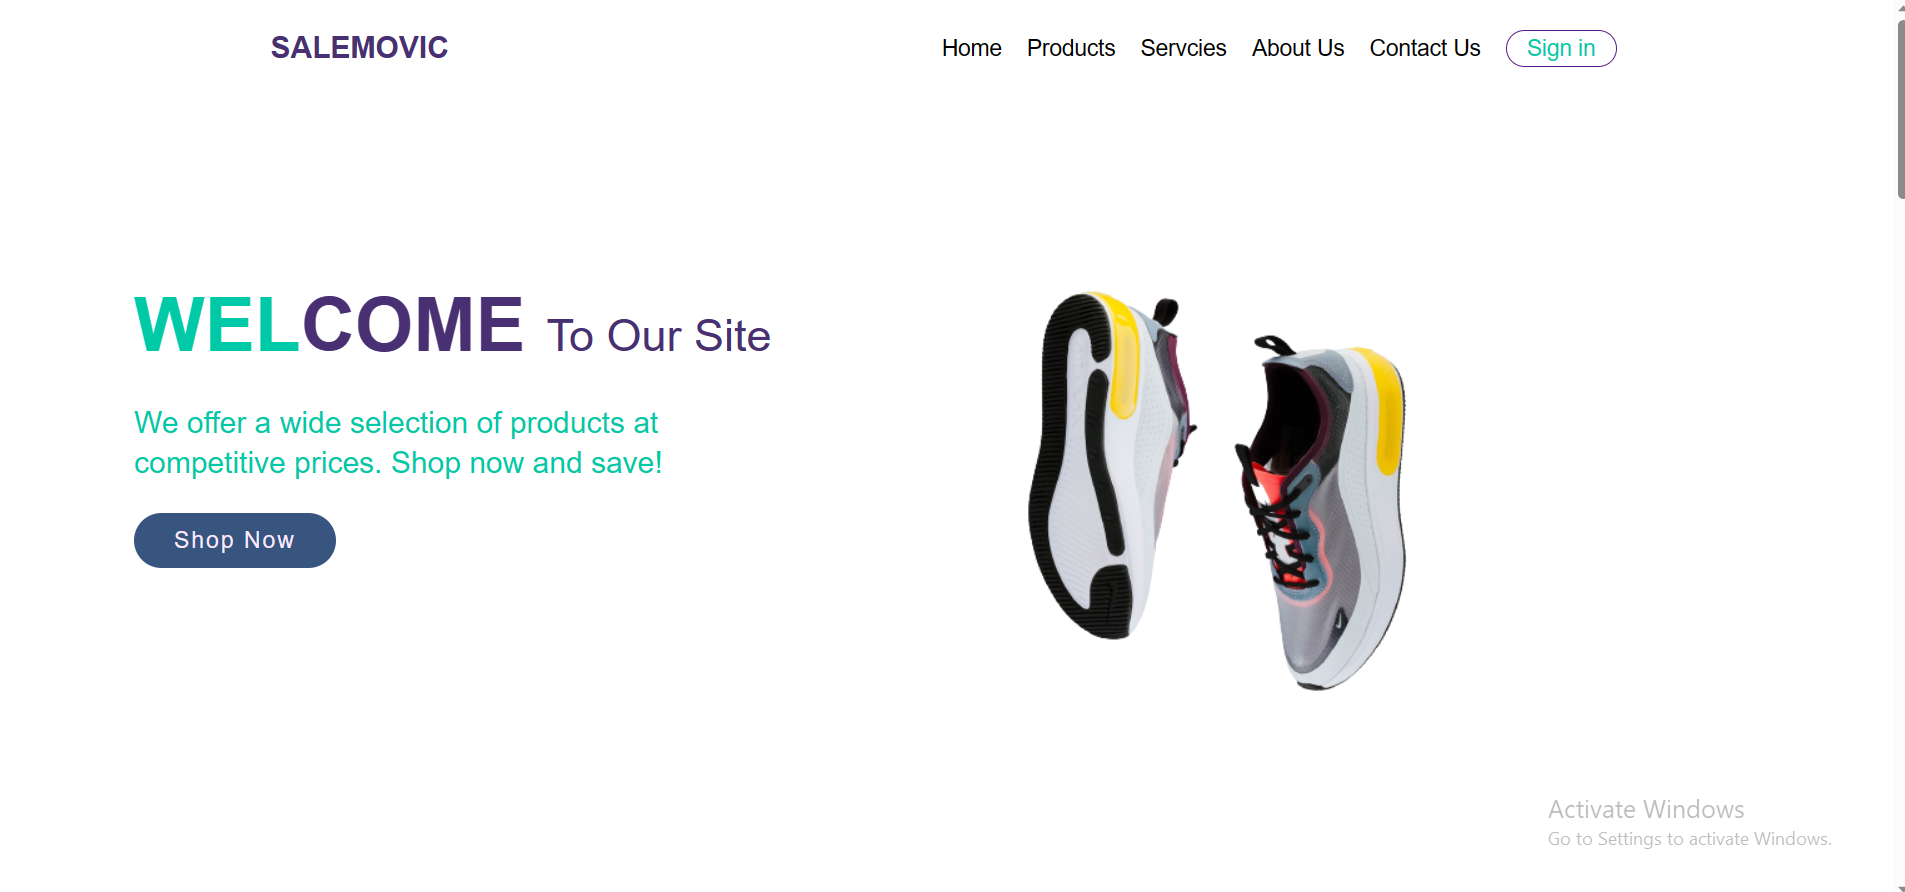 SALEMOVIC
Home Products Servcies About Us Contact Us Sign in
WELCOME To Our Site
We offer a wide selection of products at
competitive prices. Shop now and save!
Shop Now
Activate Windows
Go to Settings to activate Windows.